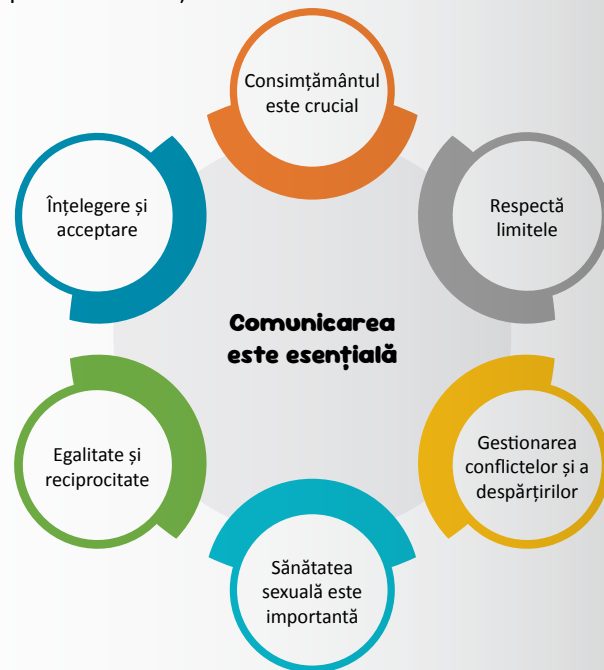 Consimțământul
este crucial
Înțelegere și
acceptare
Respectă
limitele
Comunicarea
este esențială
Egalitate și
reciprocitate
Gestionarea
conflictelor și a
despărțirilor
Sănătatea
sexuală este
importantă